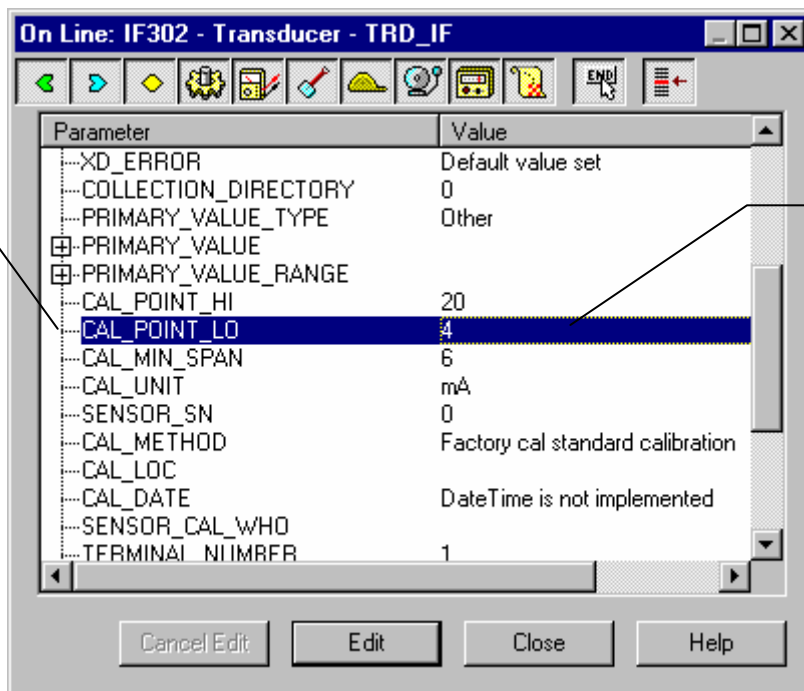 On Line: IF302 - Transducer - TRD_IF
END
Parameter Value
XD_ERROR Default value set
COLLECTION_DIRECTORY 0
PRIMARY_VALUE_TYPE Other
PRIMARY_VALUE
PRIMARY_VALUE_RANGE
CAL_POINT_HI 20
CAL_POINT_LO 4
CAL_MIN_SPAN 6
CAL_UNIT mA
SENSOR_SN 0
CAL_METHOD Factory cal standard calibration
CAL_LOC
CAL_DATE DateTime is not implemented
SENSOR_CAL_WHO
TERMINAL_NUMBER 1
Cancel Edit Edit Close Help